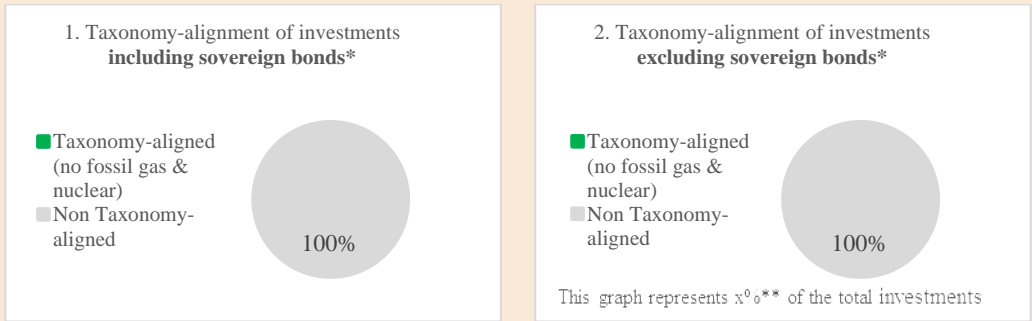 1. Taxonomy-alignment of investments
including sovereign bonds*
Taxonomy-aligned
(no fossil gas &
nuclear)
Non Taxonomy-
aligned
100%
2. Taxonomy-alignment of investments
excluding sovereign bonds*
Taxonomy-aligned
(no fossil gas &
nuclear)
Non Taxonomy-
aligned
100%
This graph represents x%** of the total investments